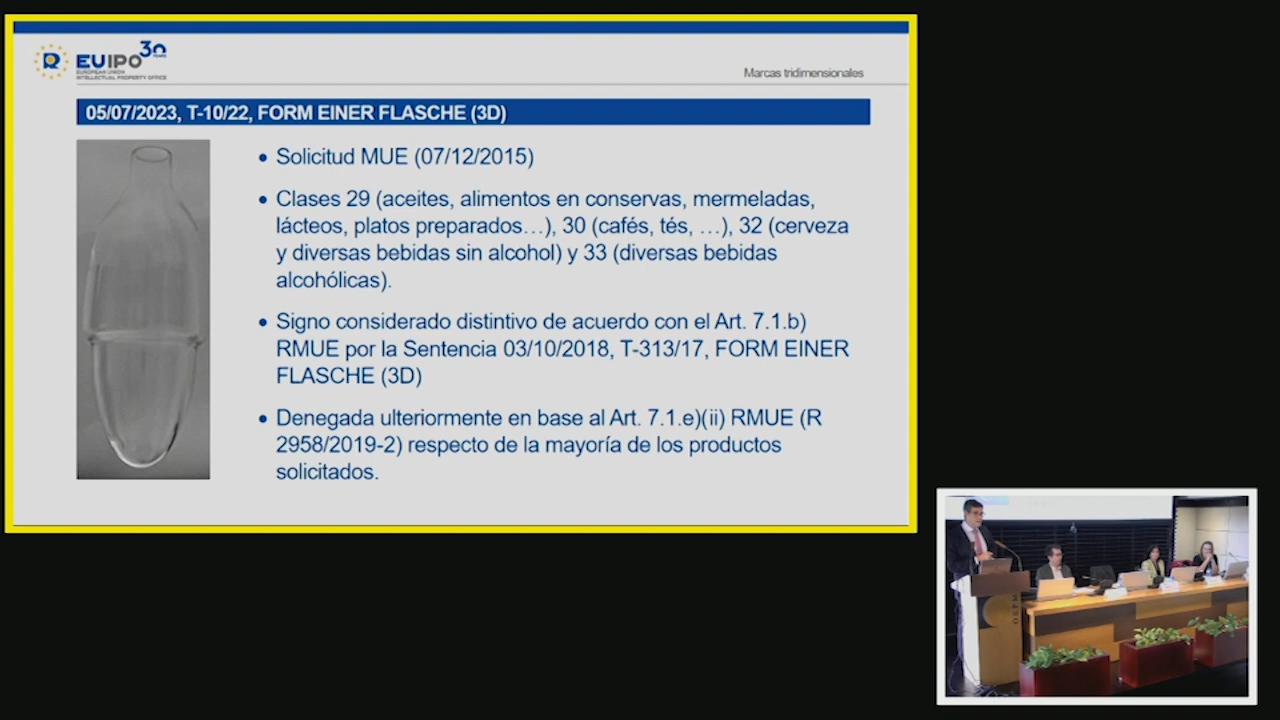 EUIPO 30
YEARS
EUROPEAN UNION
INTELLECTUAL PROPERTY OFFICE
Marcas tridimensionales
05/07/2023, T-10/22, FORM EINER FLASCHE (3D)
• Solicitud MUE (07/12/2015)
• Clases 29 (aceites, alimentos en conservas, mermeladas,
lácteos, platos preparados…), 30 (cafés, tés, …), 32 (cerveza
y diversas bebidas sin alcohol) y 33 (diversas bebidas
alcohólicas).
• Signo considerado distintivo de acuerdo con el Art. 7.1.b)
RMUE por la Sentencia 03/10/2018, T-313/17, FORM EINER
FLASCHE (3D)
• Denegada ulteriormente en base al Art. 7.1.e)(ii) RMUE (R
2958/2019-2) respecto de la mayoría de los productos
solicitados.
OEPM